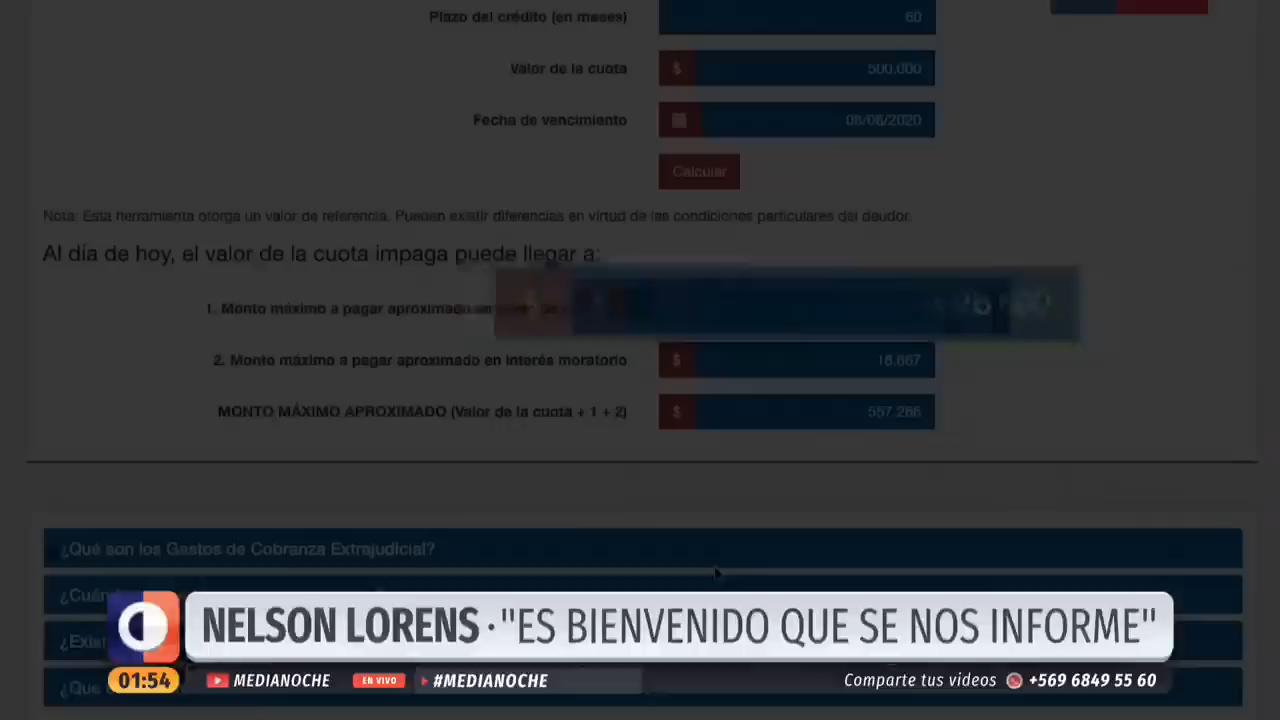 Plazo del crédito (en meses) 60
Valor de la cuota $ 500.000
Fecha de vencimiento 08/06/2020
Calcular
Nota: Esta herramienta otorga un valor de referencia. Pueden existir diferencias en virtud de las condiciones particulares del deudor.
Al día de hoy, el valor de la cuota impaga puede llegar a:
1. Monto máximo a pagar aproximado
2. Monto máximo a pagar aproximado en interés moratorio $ 18.667
MONTO MÁXIMO APROXIMADO (Valor de la cuota + 1 + 2) $ 557.286
¿Qué son los Gastos de Cobranza Extrajudicial?
NELSON LORENS · "ES BIENVENIDO QUE SE NOS INFORME"
01:54 MEDIANOCHE EN VIVO #MEDIANOCHE Comparte tus videos +569 6849 55 60